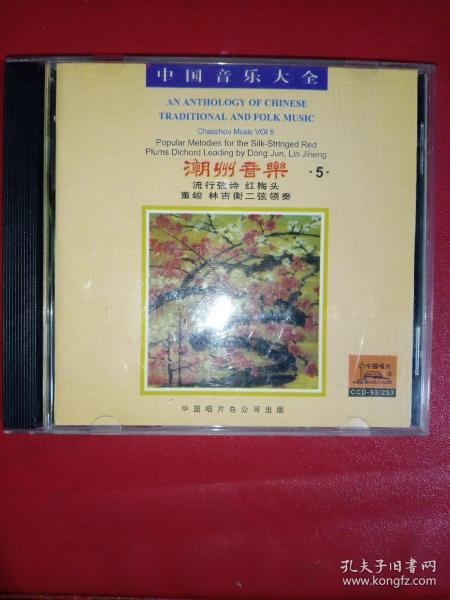 中国音乐大全
AN ANTHOLOGY OF CHINESE
TRADITIONAL AND FOLK MUSIC
Chaozhou Music VOl.5.
Popular Melodies for the Silk-Stringed Red
Plums Dichord Leading by Dong Jun, Lin Jiheng
潮州音樂 ·5·
流行弦诗 红梅头
董峻 林吉衡二弦领奏
中國唱片
CCD-93/253
中国唱片总公司出版
孔夫子旧书网
www.kongfz.com